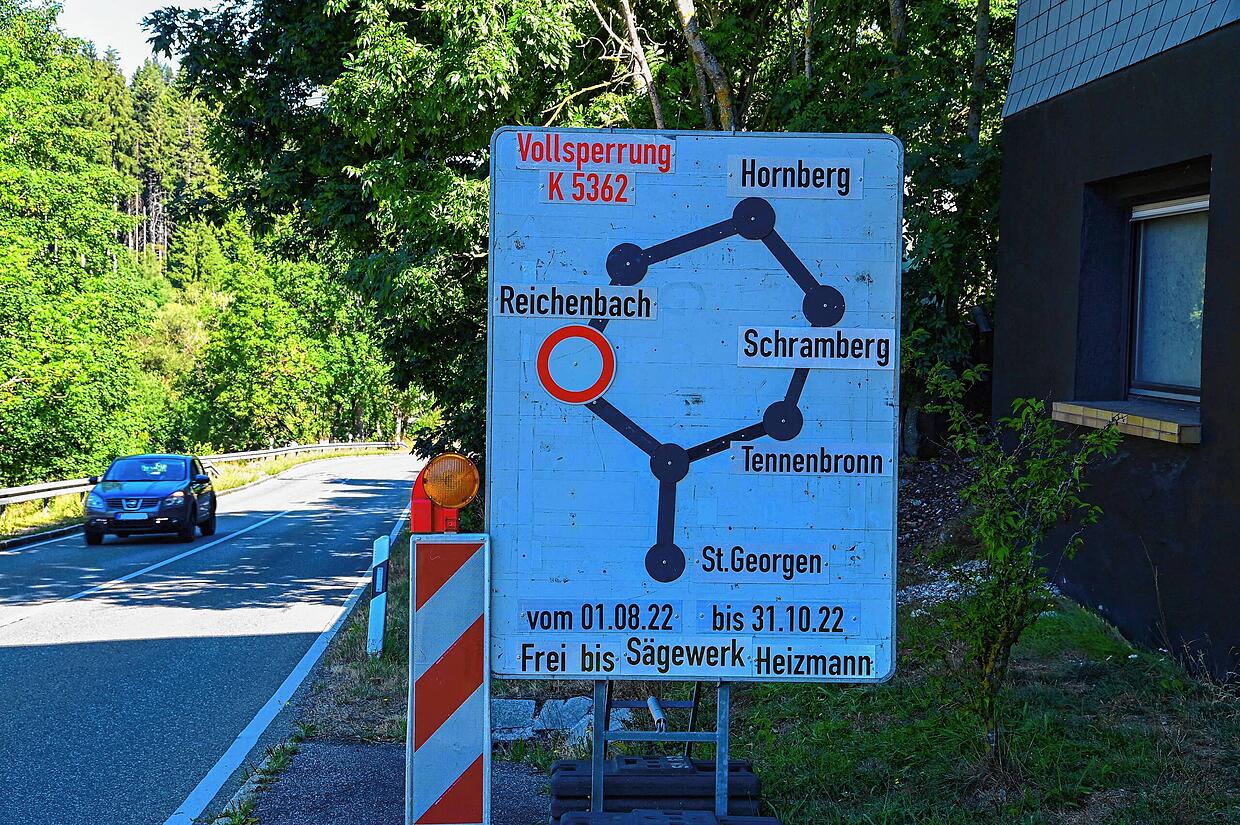 Vollsperrung
K 5362
Hornberg
Reichenbach
Schramberg
Tennenbronn
St.Georgen
vom 01.08.22 bis 31.10.22
Frei bis Sägewerk Heizmann